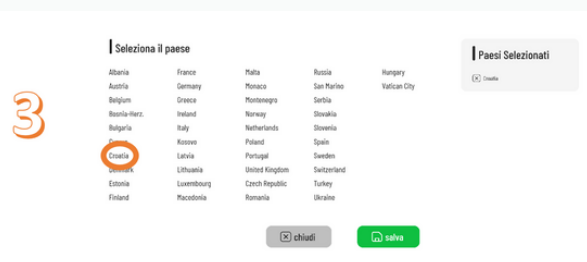 3
Seleziona il paese
Albania France Malta Russia Hungary
Austria Germany Monaco San Marino Vatican City
Belgium Greece Montenegro Serbia
Bosnia-Herz. Ireland Norway Slovakia
Bulgaria Italy Netherlands Slovenia
Kosovo Poland Spain
Croatia Latvia Portugal Sweden
Denmark Lithuania United Kingdom Switzerland
Estonia Luxembourg Czech Republic Turkey
Finland Macedonia Romania Ukraine
chiudi salva
Paesi Selezionati
Croatia